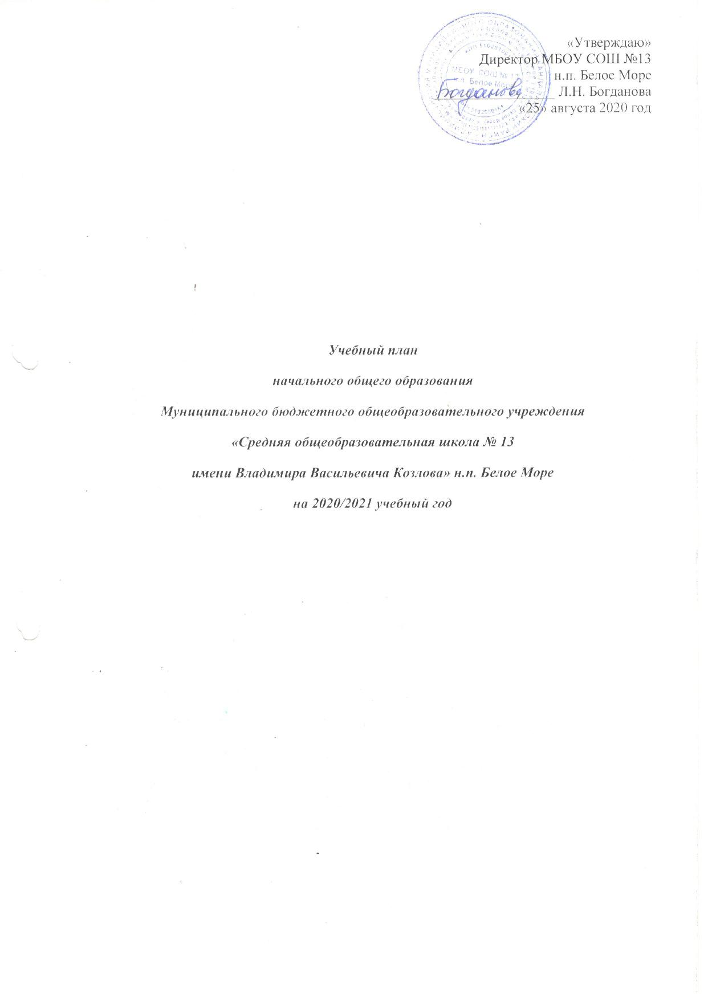 «Утверждаю»
Директор МБОУ СОШ №13
н.п. Белое Море
Богданова Л.Н. Богданова
«25» августа 2020 год
МБОУ СОШ №
Белое Море
Учебный план
начального общего образования
Муниципального бюджетного общеобразовательного учреждения
«Средняя общеобразовательная школа № 13
имени Владимира Васильевича Козлова» н.п. Белое Море
на 2020/2021 учебный год